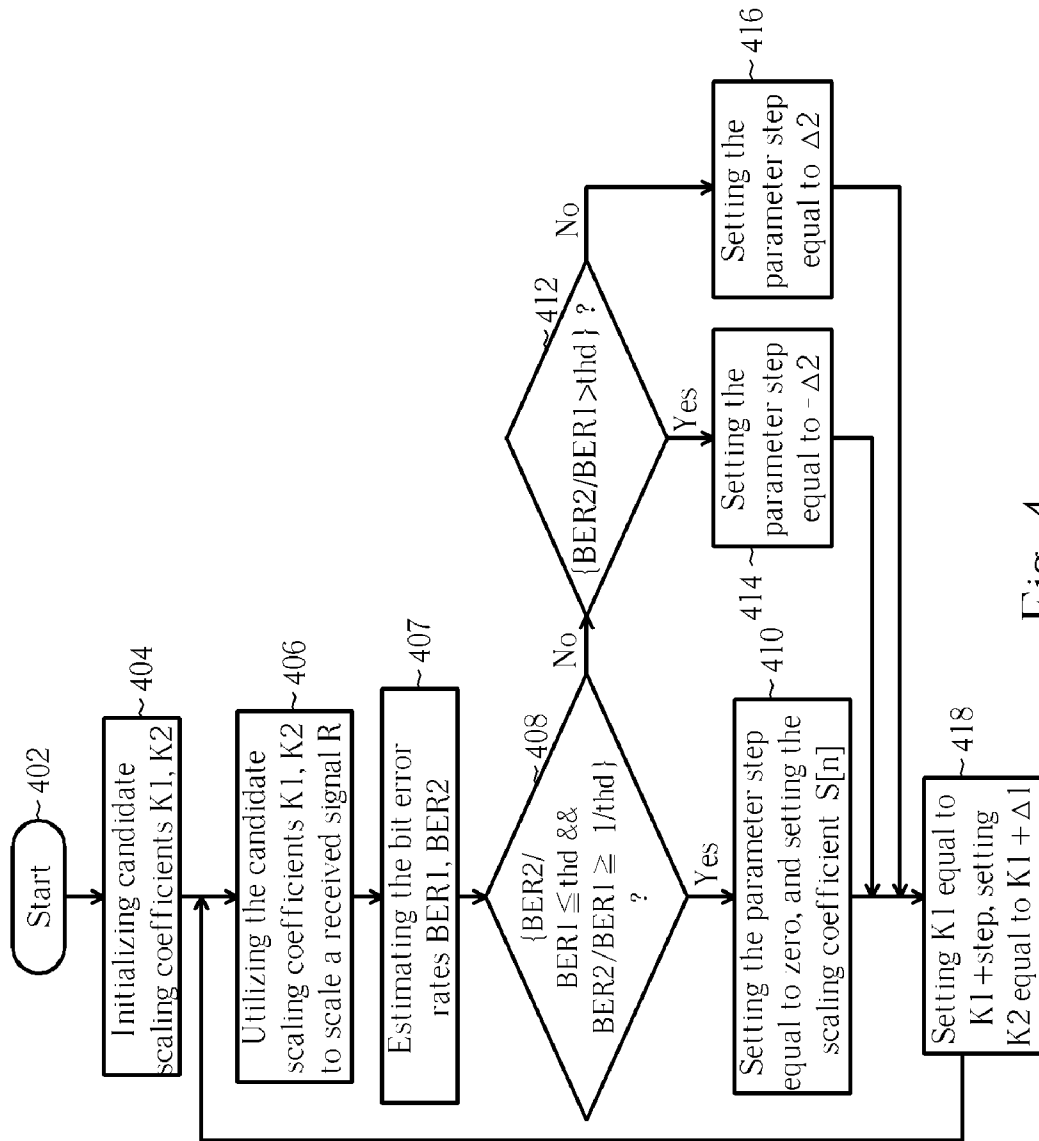 Start
402
Initializing candidate
scaling coefficients K1, K2
404
Utilizing the candidate
scaling coefficients K1, K2
to scale a received signal R
406
Estimating the bit error
rates BER1, BER2
407
{BER2/
BER1≦thd &&
BER2/BER1≧ 1/thd}
?
408
No
Yes
{BER2/BER1>thd} ?
412
No
Yes
Setting the parameter step
equal to zero, and setting the
scaling coefficient S[n]
410
Setting the
parameter step
equal to -Δ2
414
Setting the
parameter step
equal to Δ2
416
Setting K1 equal to
K1+step, setting
K2 equal to K1+Δ1
418
Fig. 4